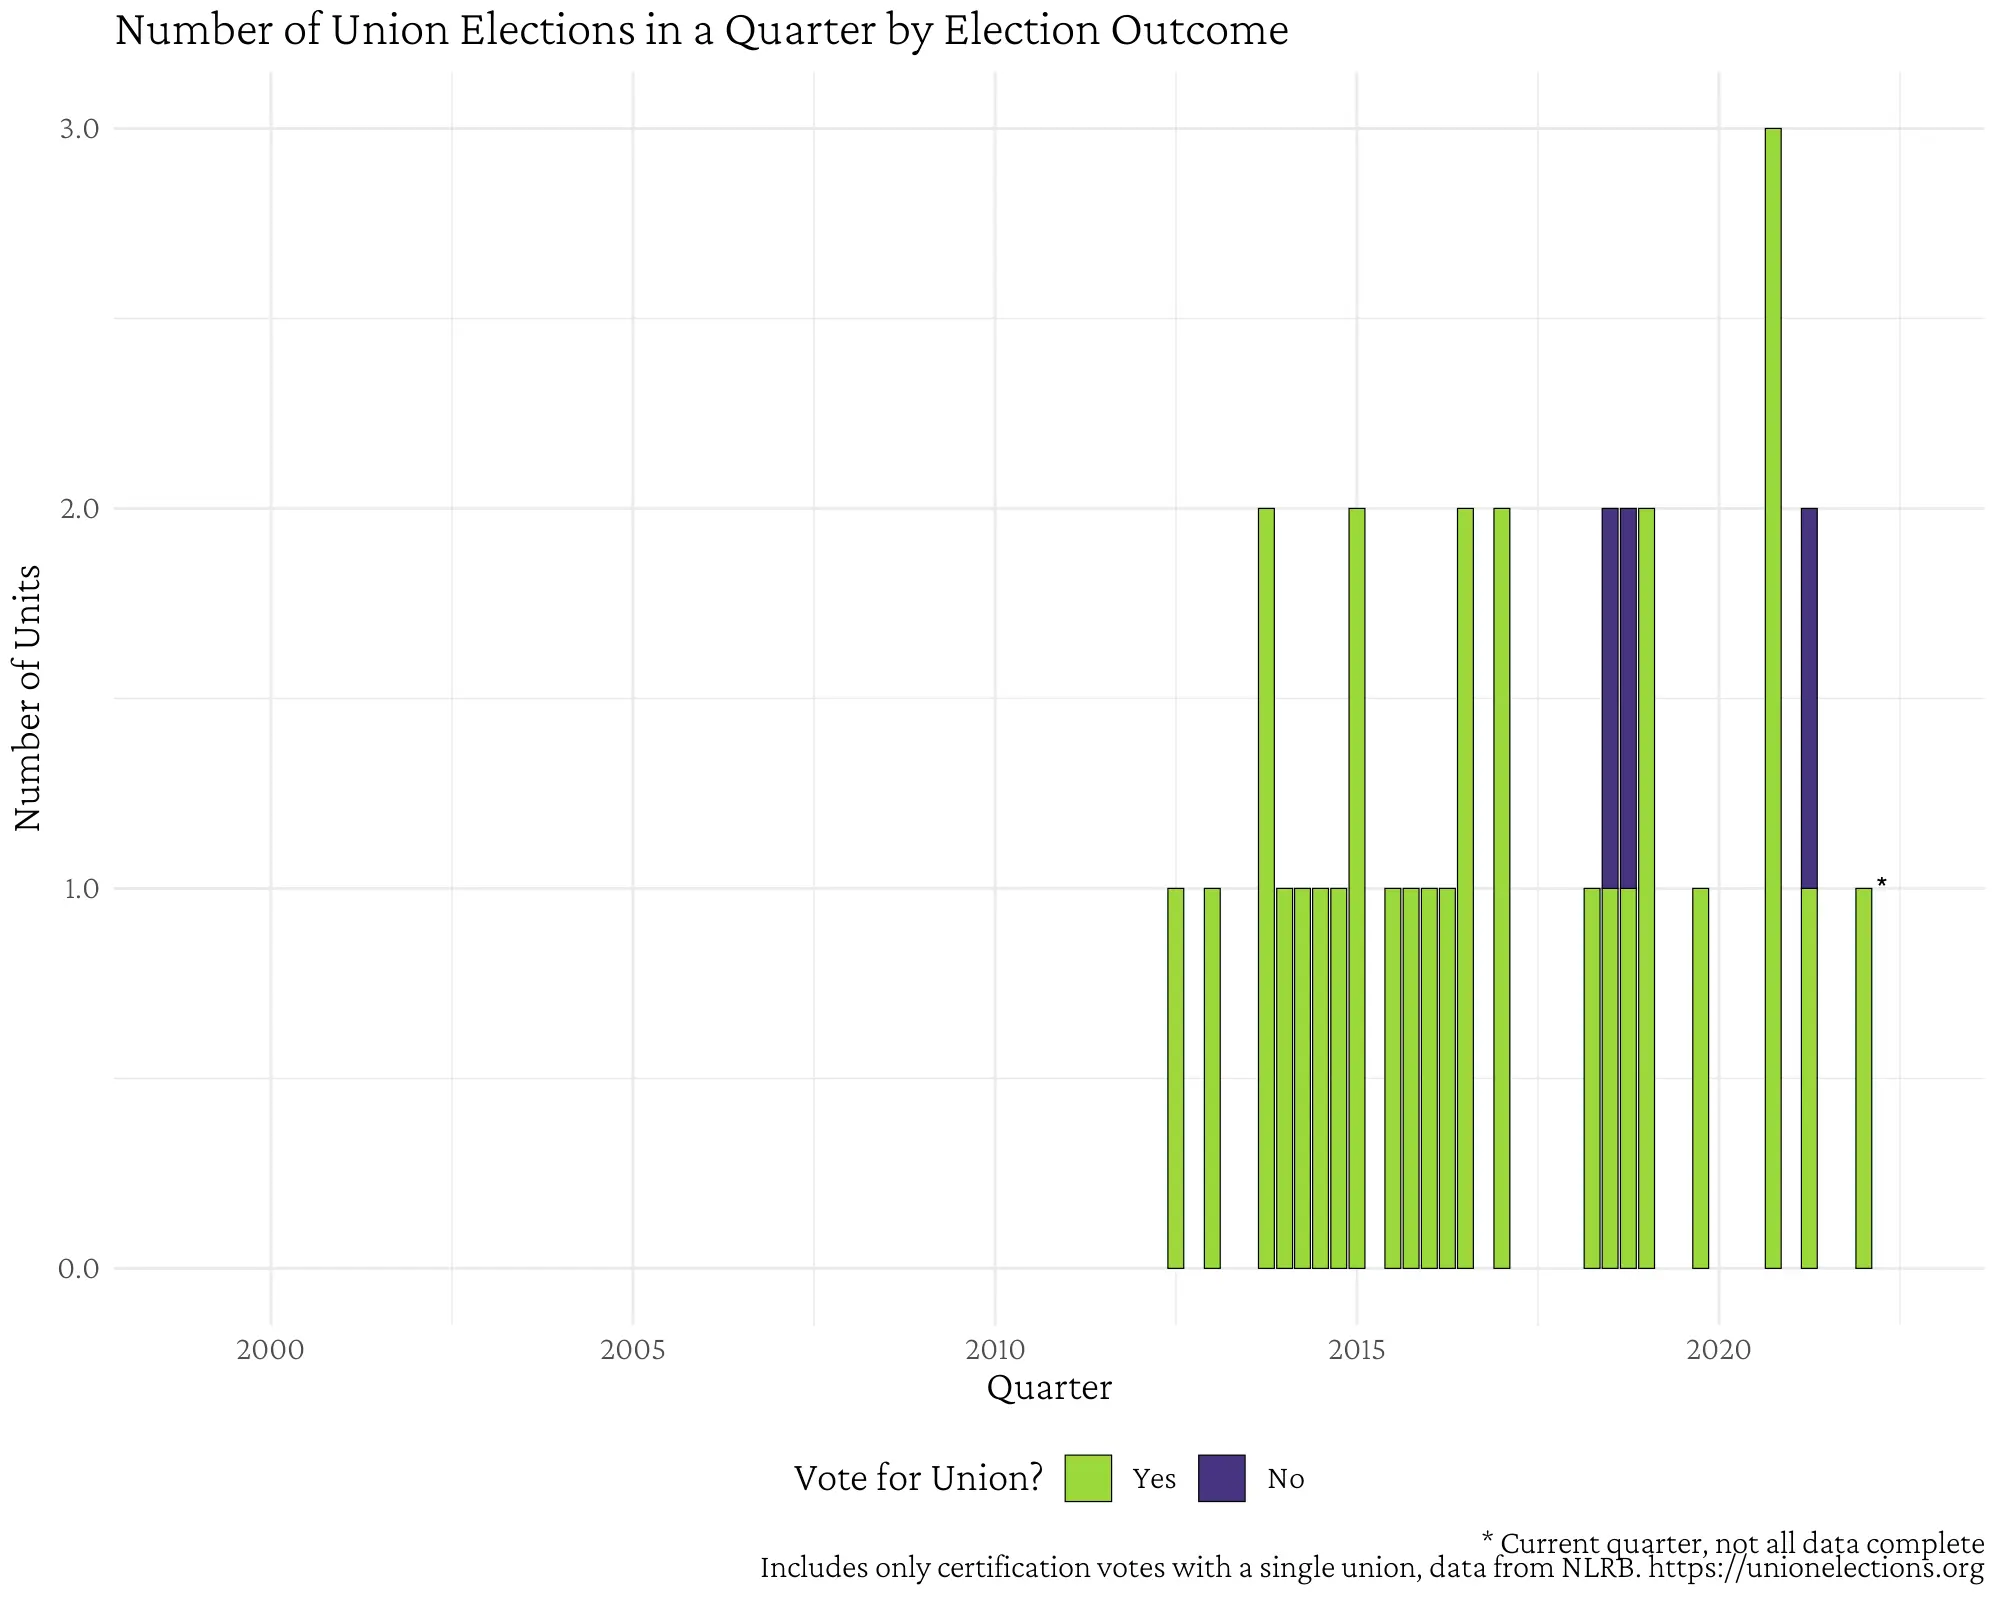 Number of Union Elections in a Quarter by Election Outcome
3.0
2.0
1.0
0.0
Number of Units
*
2000 2005 2010 2015 2020
Quarter
Vote for Union? Yes No
* Current quarter, not all data complete
Includes only certification votes with a single union, data from NLRB. https://unionelections.org